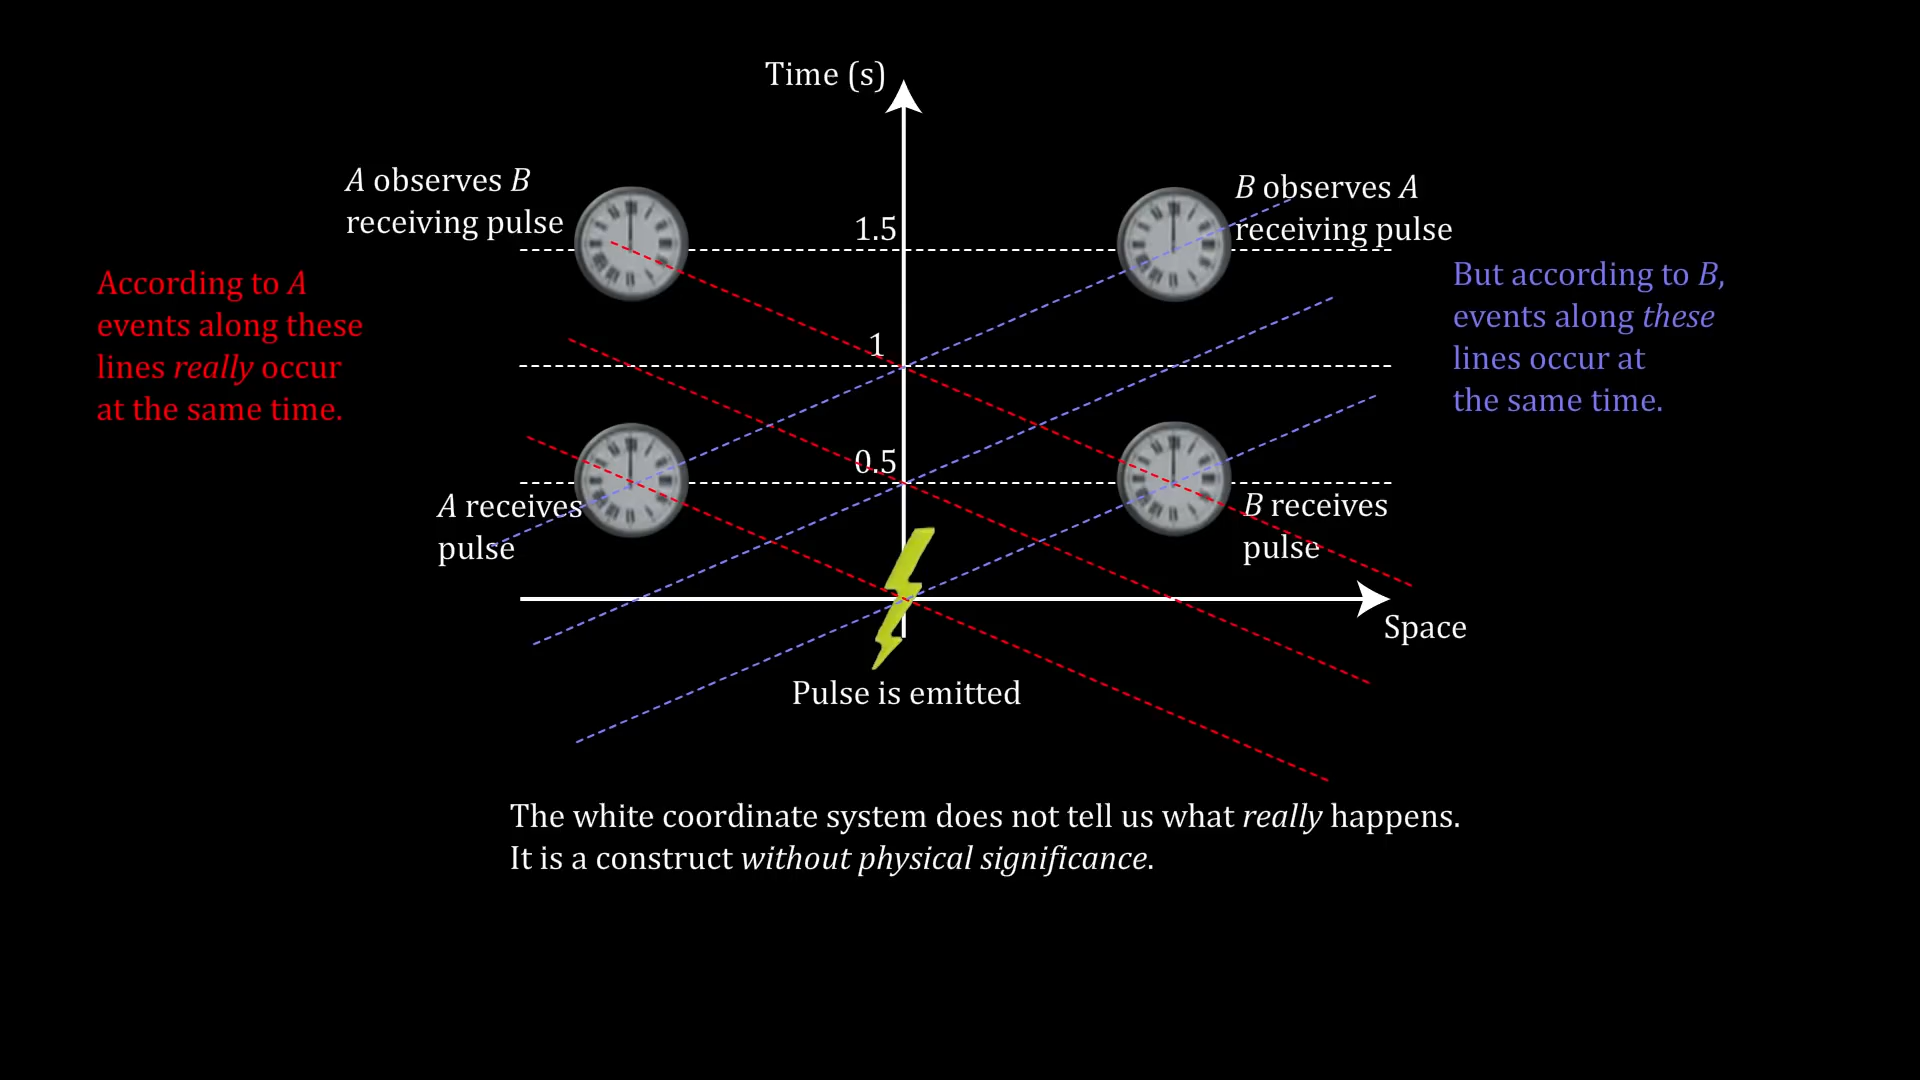 Time (s)
A observes B
receiving pulse
B observes A
receiving pulse
1.5
According to A
events along these
lines really occur
at the same time.
But according to B,
events along these
lines occur at
the same time.
1
0.5
A receives
pulse
B receives
pulse
Space
Pulse is emitted
The white coordinate system does not tell us what really happens.
It is a construct without physical significance.